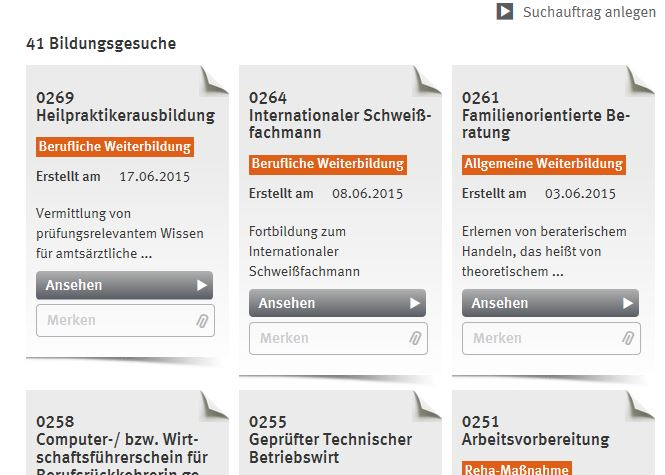 Suchauftrag anlegen
41 Bildungsgesuche
0269
Heilpraktikerausbildung
Berufliche Weiterbildung
Erstellt am 17.06.2015
Vermittlung von
prüfungsrelevantem Wissen
für amtsärztliche ...
Ansehen
Merken
0264
Internationaler Schweiß-
fachmann
Berufliche Weiterbildung
Erstellt am 08.06.2015
Fortbildung zum
Internationaler
Schweißfachmann
Ansehen
Merken
0261
Familienorientierte Be-
ratung
Allgemeine Weiterbildung
Erstellt am 03.06.2015
Erlernen von beraterischem
Handeln, das heißt von
theoretischem ...
Ansehen
Merken
0258
Computer-/ bzw. Wirt-
schaftsführerschein für
Berufsrückkehrerin ge-
0255
Geprüfter Technischer
Betriebswirt
0251
Arbeitsvorbereitung
Reha-Maßnahme